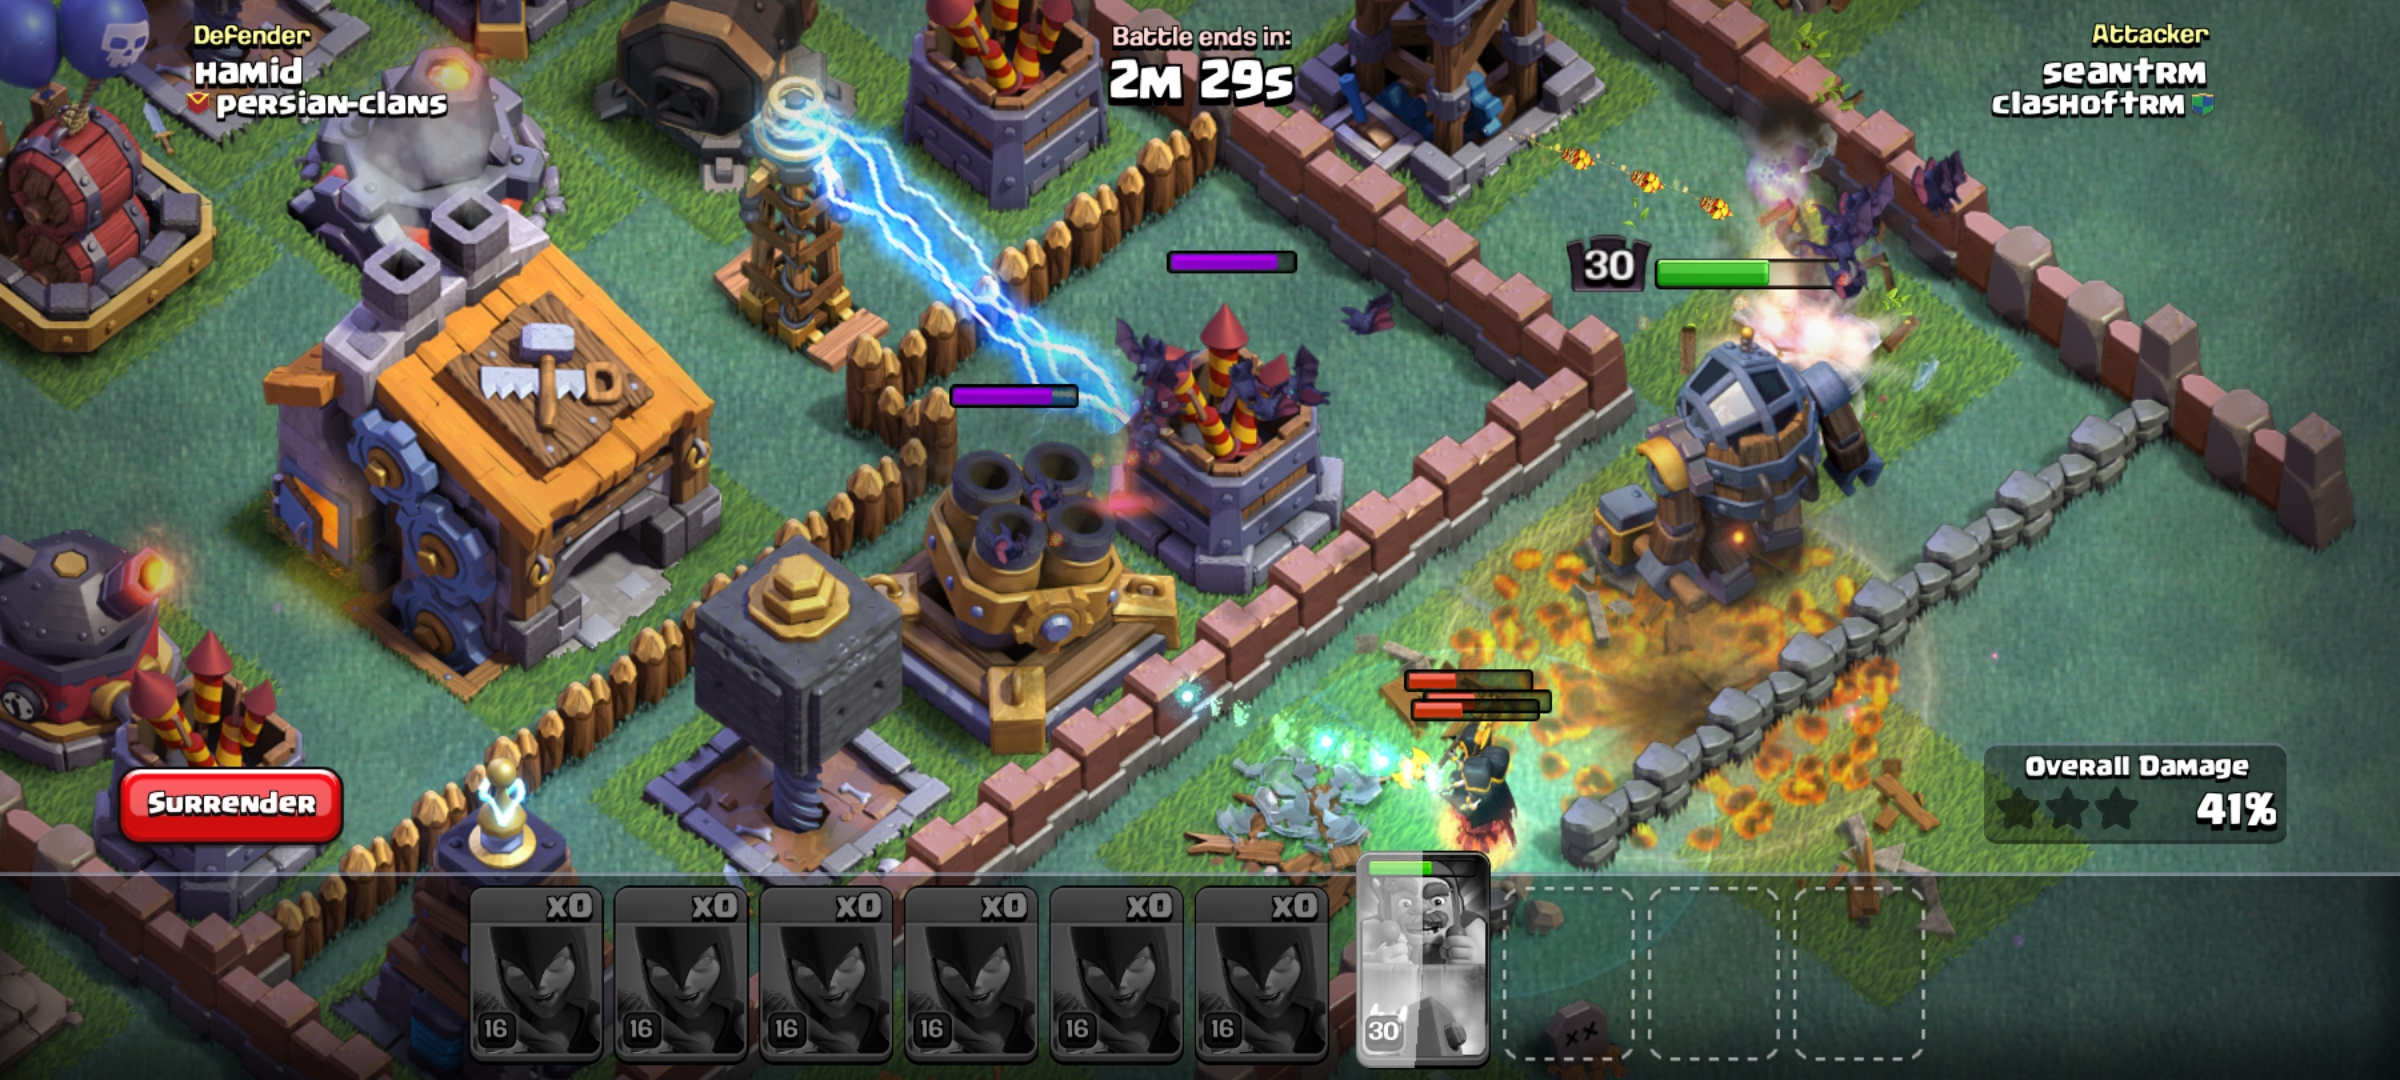 Defender
Hamid
Persian-clans
Battle ends in:
2M 29s
Attacker
seantRM
clashoftRM
30
Surrender
Overall Damage
41%
x0
x0
x0
x0
x0
x0
16
16
16
16
16
16
30